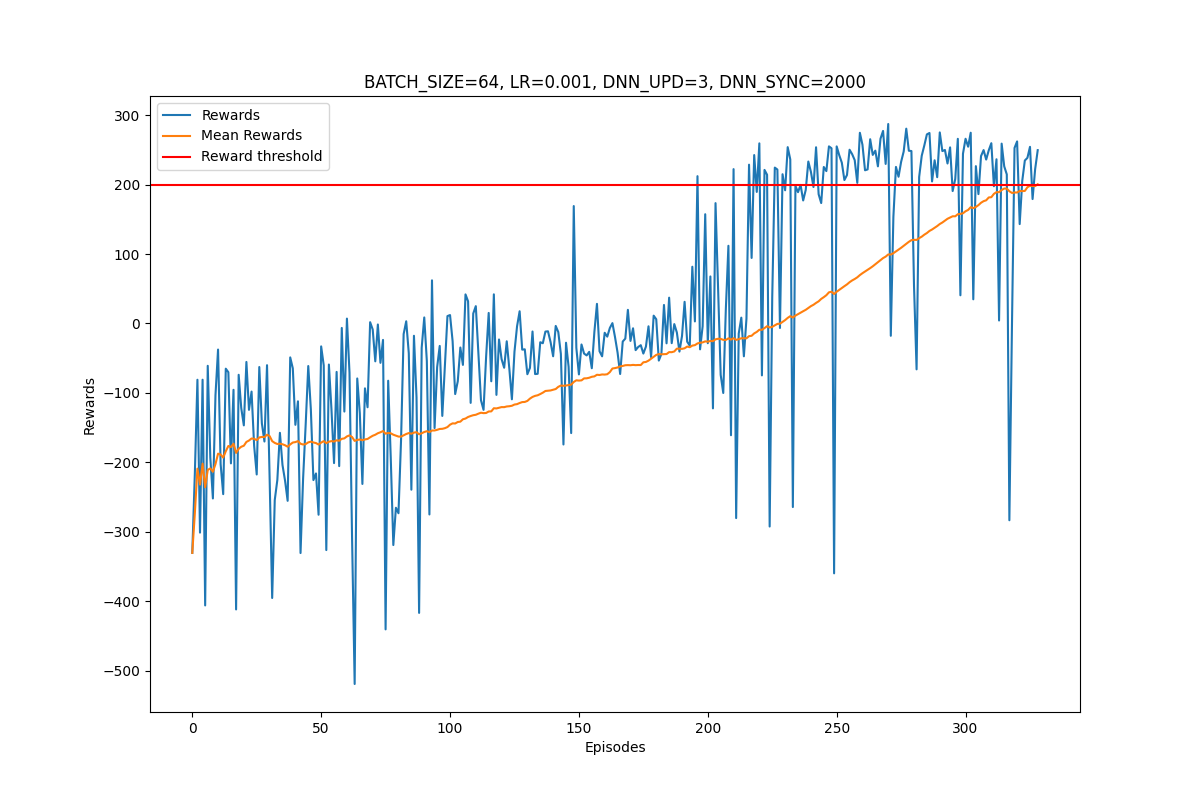 BATCH_SIZE=64, LR=0.001, DNN_UPD=3, DNN_SYNC=2000
Rewards
Mean Rewards
Reward threshold
300
200
100
0
−100
−200
−300
−400
−500
Rewards
0 50 100 150 200 250 300
Episodes